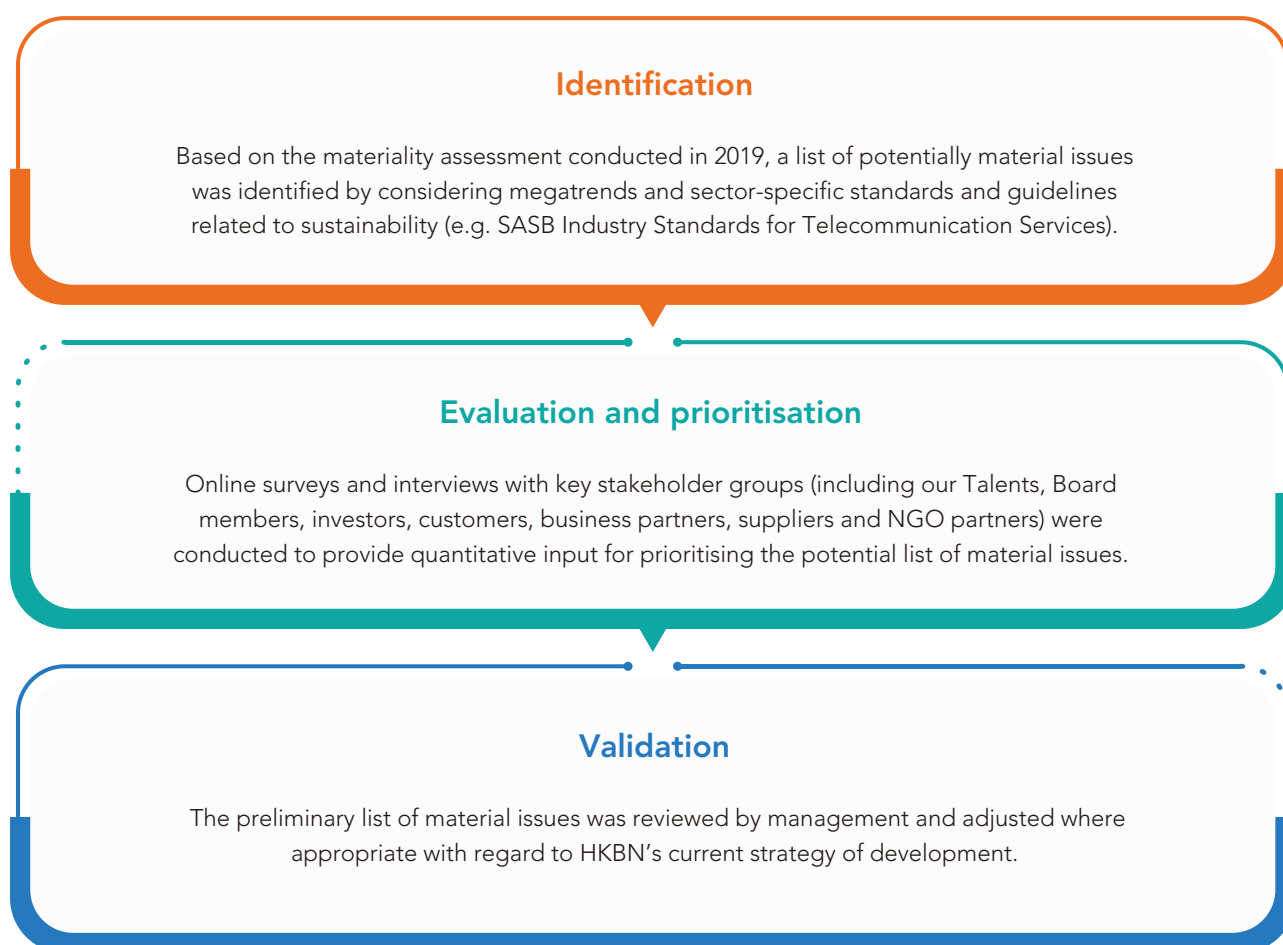 Identification
Based on the materiality assessment conducted in 2019, a list of potentially material issues
was identified by considering megatrends and sector-specific standards and guidelines
related to sustainability (e.g. SASB Industry Standards for Telecommunication Services).
Evaluation and prioritisation
Online surveys and interviews with key stakeholder groups (including our Talents, Board
members, investors, customers, business partners, suppliers and NGO partners) were
conducted to provide quantitative input for prioritising the potential list of material issues.
Validation
The preliminary list of material issues was reviewed by management and adjusted where
appropriate with regard to HKBN’s current strategy of development.